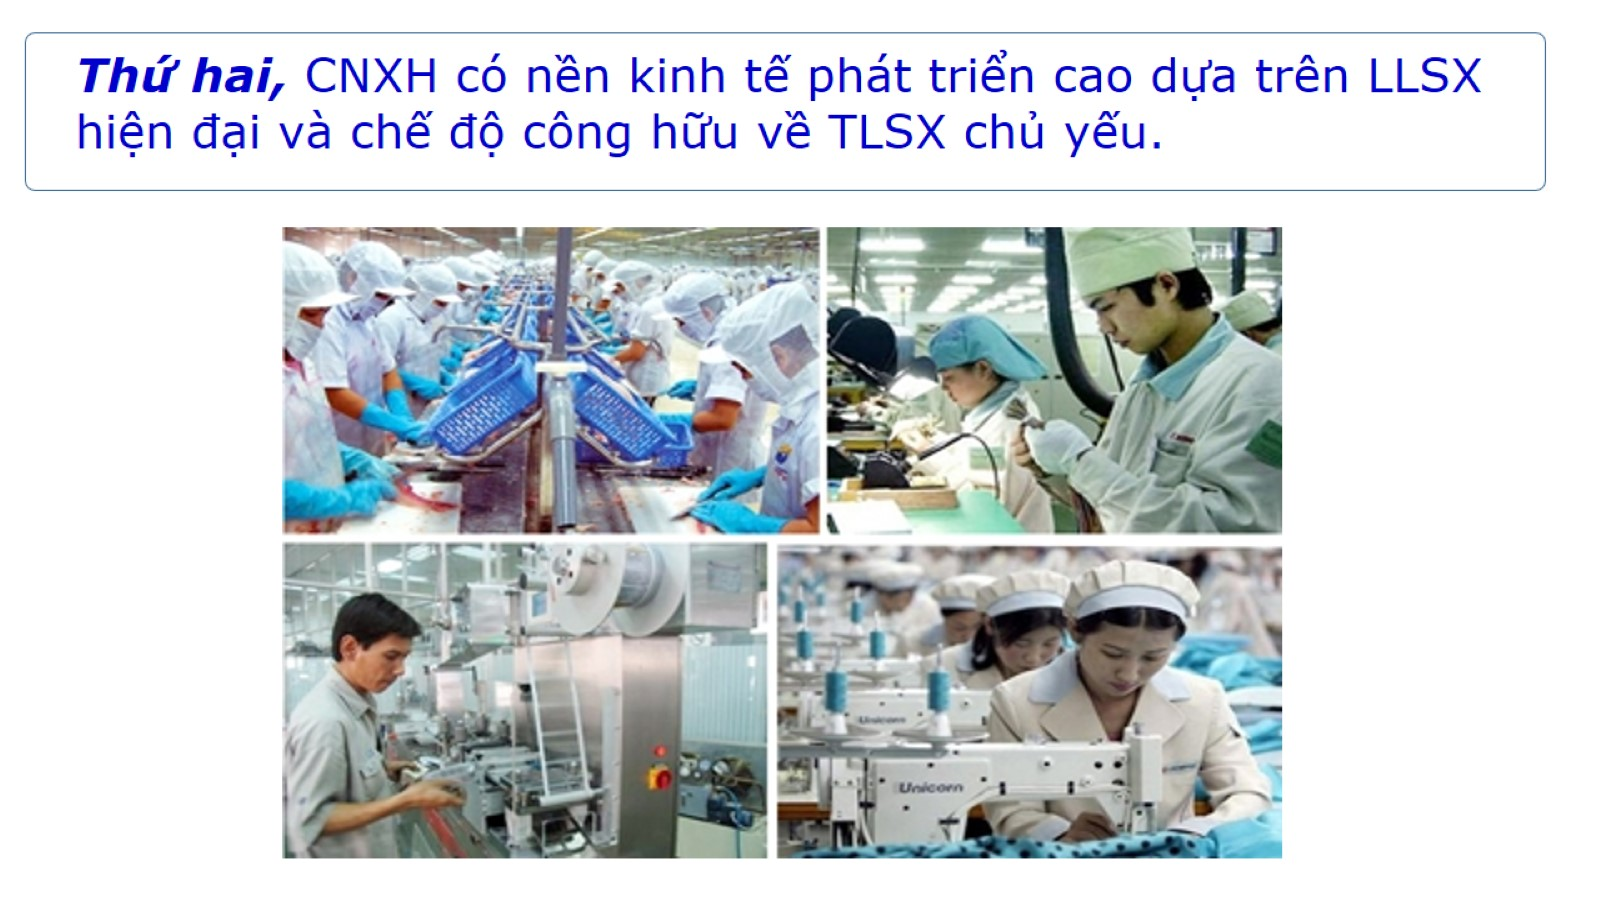 Thứ hai, CNXH có nền kinh tế phát triển cao dựa trên LLSX
hiện đại và chế độ công hữu về TLSX chủ yếu.
Unicorn
Unicorn